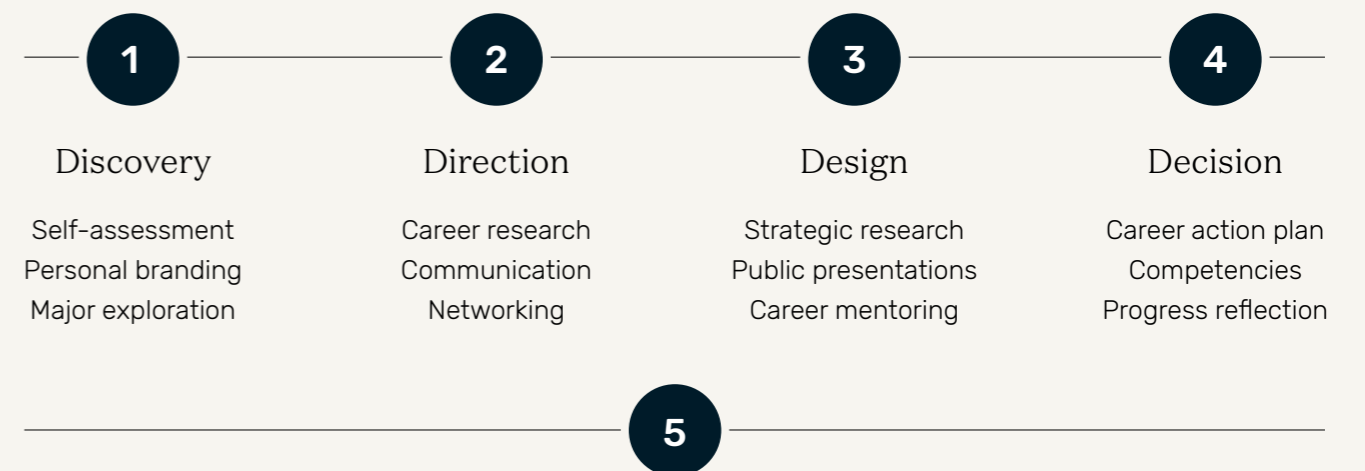 1
2
3
4
Discovery
Direction
Design
Decision
Self-assessment
Personal branding
Major exploration
Career research
Communication
Networking
Strategic research
Public presentations
Career mentoring
Career action plan
Competencies
Progress reflection
5